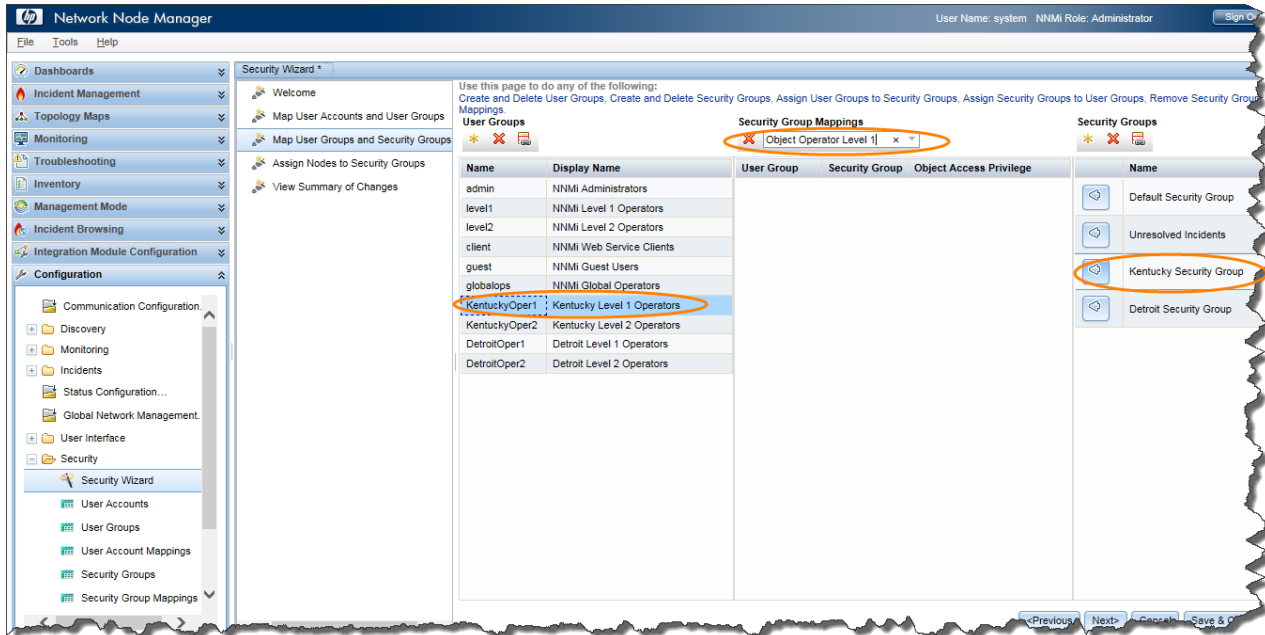 hp Network Node Manager
User Name: system NNMi Role: Administrator
Sign
File Tools Help
Dashboards
Incident Management
Topology Maps
Monitoring
Troubleshooting
Inventory
Management Mode
Incident Browsing
Integration Module Configuration
Configuration
Communication Configuration.
Discovery
Monitoring
Incidents
Status Configuration...
Global Network Management.
User Interface
Security
Security Wizard
User Accounts
User Groups
User Account Mappings
Security Groups
Security Group Mappings
Security Wizard *
Welcome
Map User Accounts and User Groups
Map User Groups and Security Groups
Assign Nodes to Security Groups
View Summary of Changes
Use this page to do any of the following:
Create and Delete User Groups, Create and Delete Security Groups, Assign User Groups to Security Groups, Assign Security Groups to User Groups, Remove Security Group
Mappings.
User Groups
Name Display Name
admin NNMi Administrators
level1 NNMi Level 1 Operators
level2 NNMi Level 2 Operators
client NNMi Web Service Clients
guest NNMi Guest Users
globalops NNMi Global Operators
KentuckyOper1 Kentucky Level 1 Operators
KentuckyOper2 Kentucky Level 2 Operators
DetroitOper1 Detroit Level 1 Operators
DetroitOper2 Detroit Level 2 Operators
Security Group Mappings
Object Operator Level 1
User Group Security Group Object Access Privilege
Security Groups
Name
Default Security Group
Unresolved Incidents
Kentucky Security Group
Detroit Security Group
<Previous Next> Cancel Save &